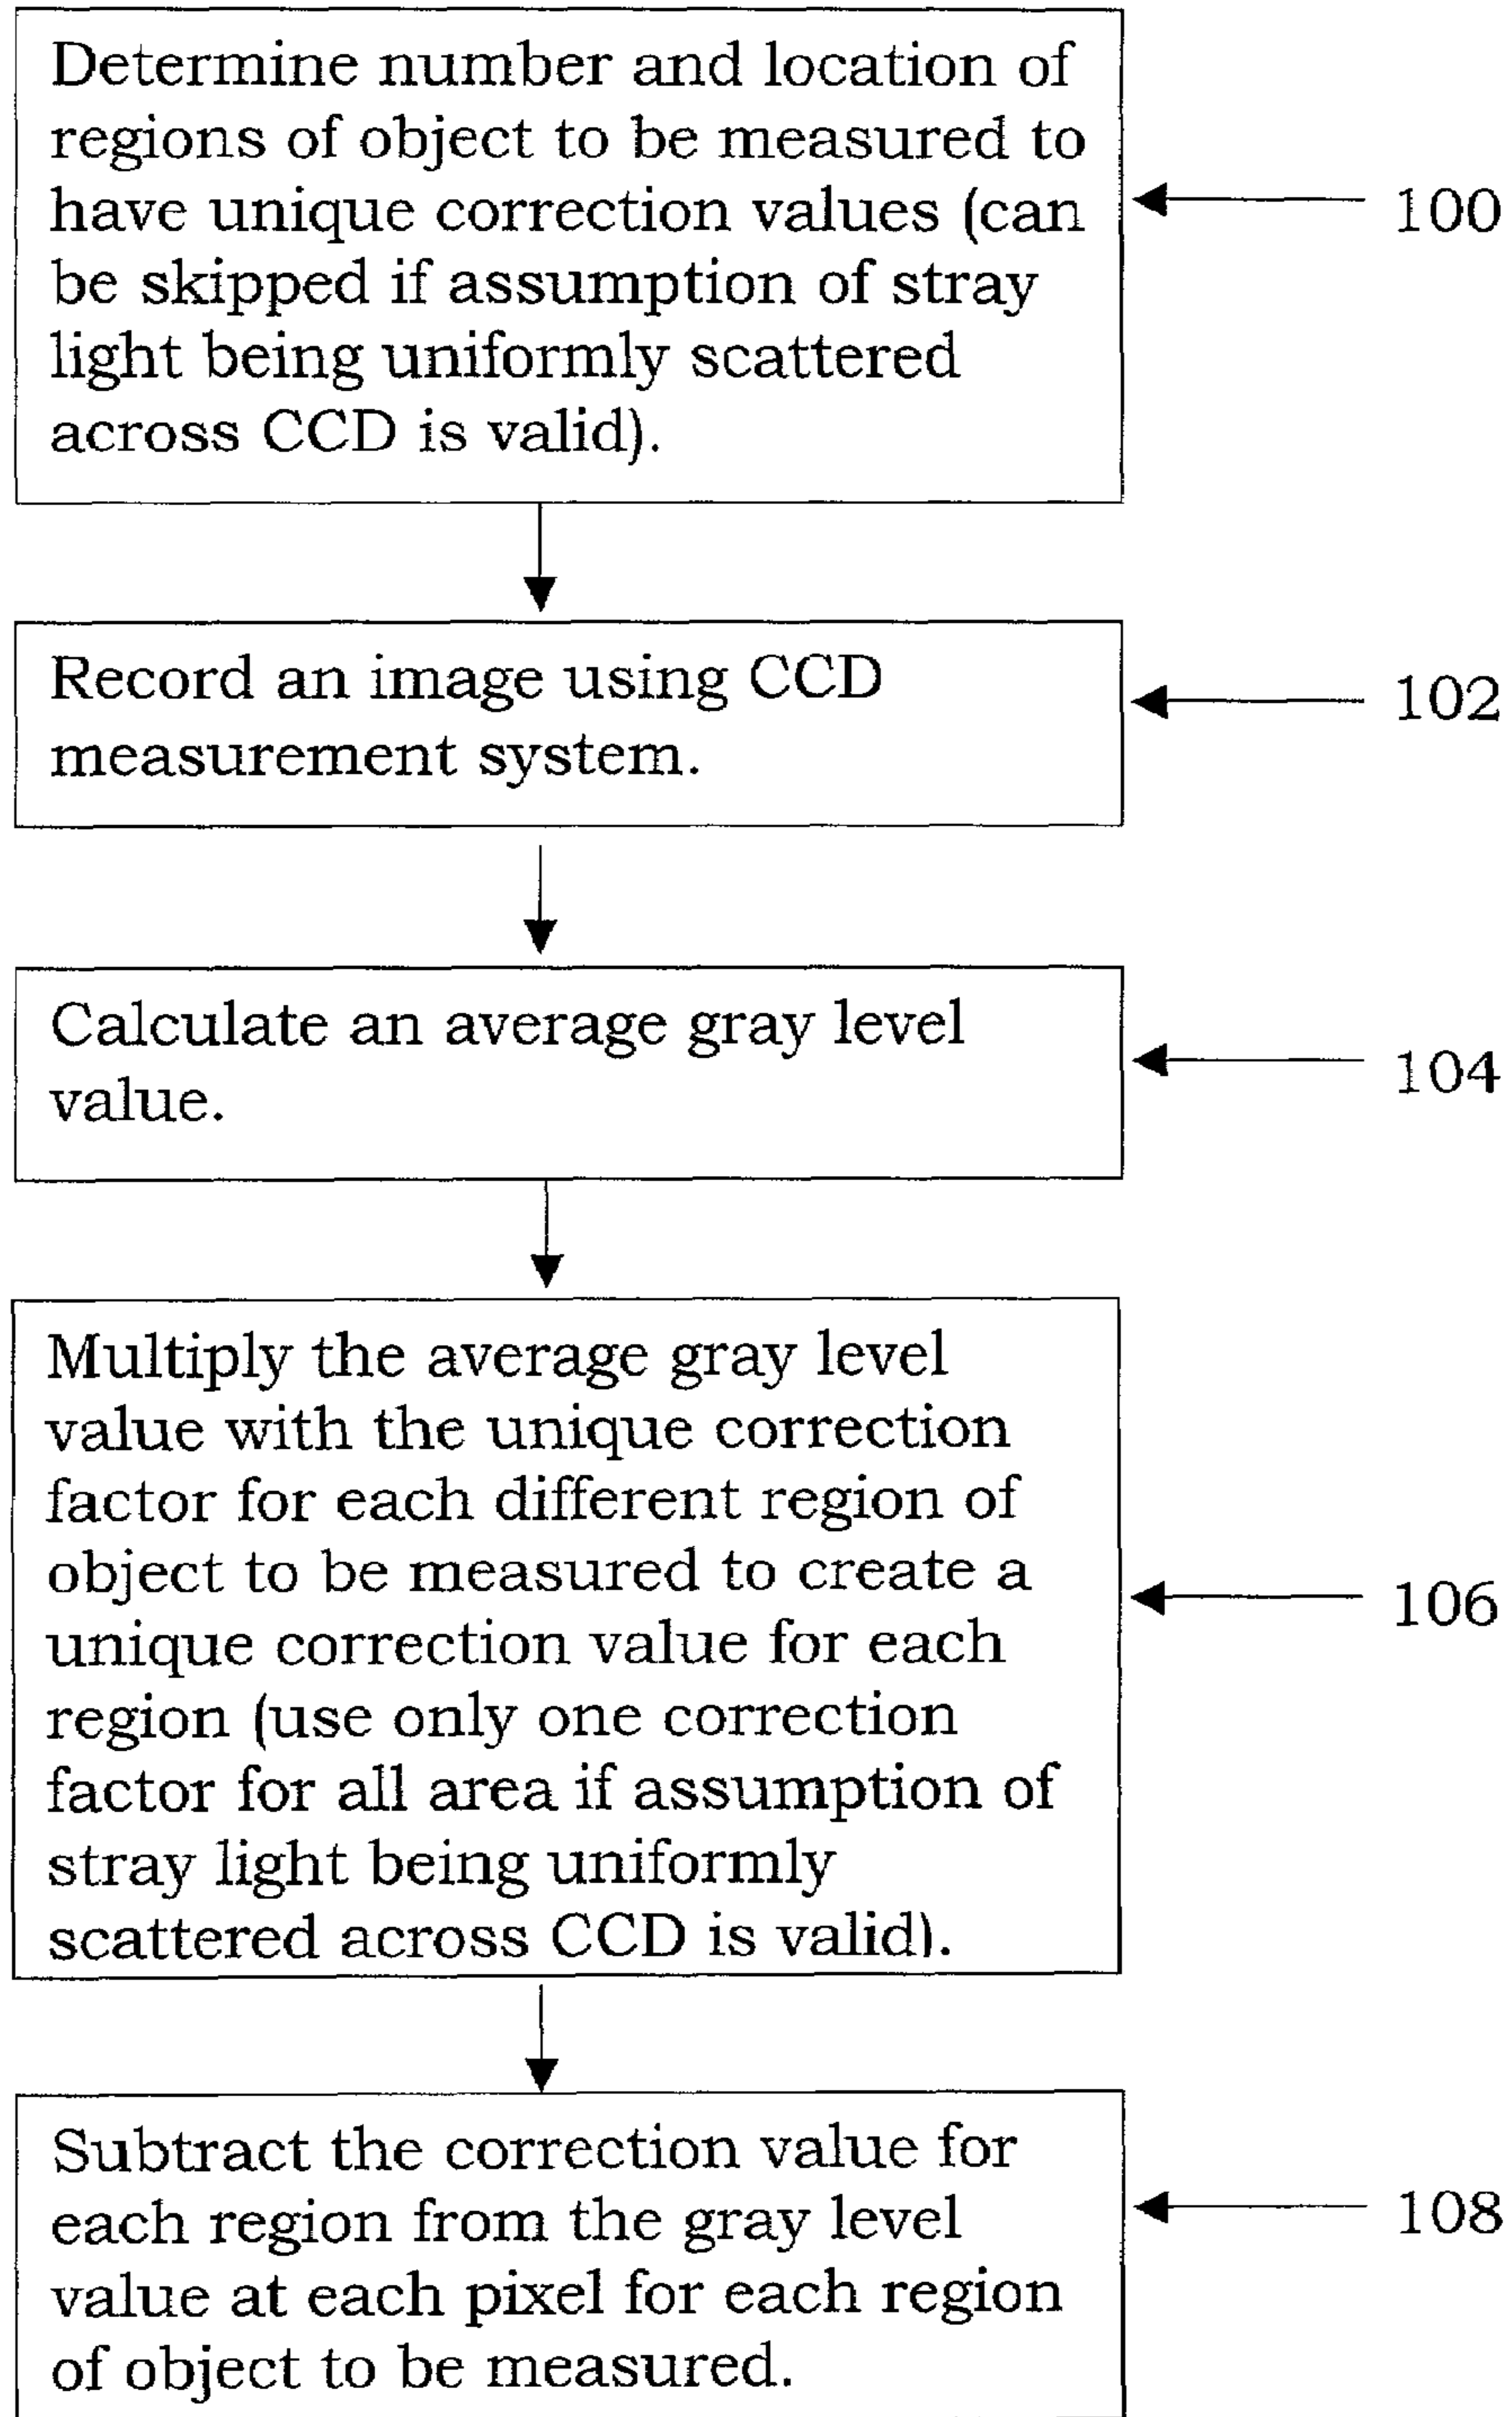 Determine number and location of
regions of object to be measured to
have unique correction values (can
be skipped if assumption of stray
light being uniformly scattered
across CCD is valid).
100
Record an image using CCD
measurement system.
102
Calculate an average gray level
value.
104
Multiply the average gray level
value with the unique correction
factor for each different region of
object to be measured to create a
unique correction value for each
region (use only one correction
factor for all area if assumption of
stray light being uniformly
scattered across CCD is valid).
106
Subtract the correction value for
each region from the gray level
value at each pixel for each region
of object to be measured.
108